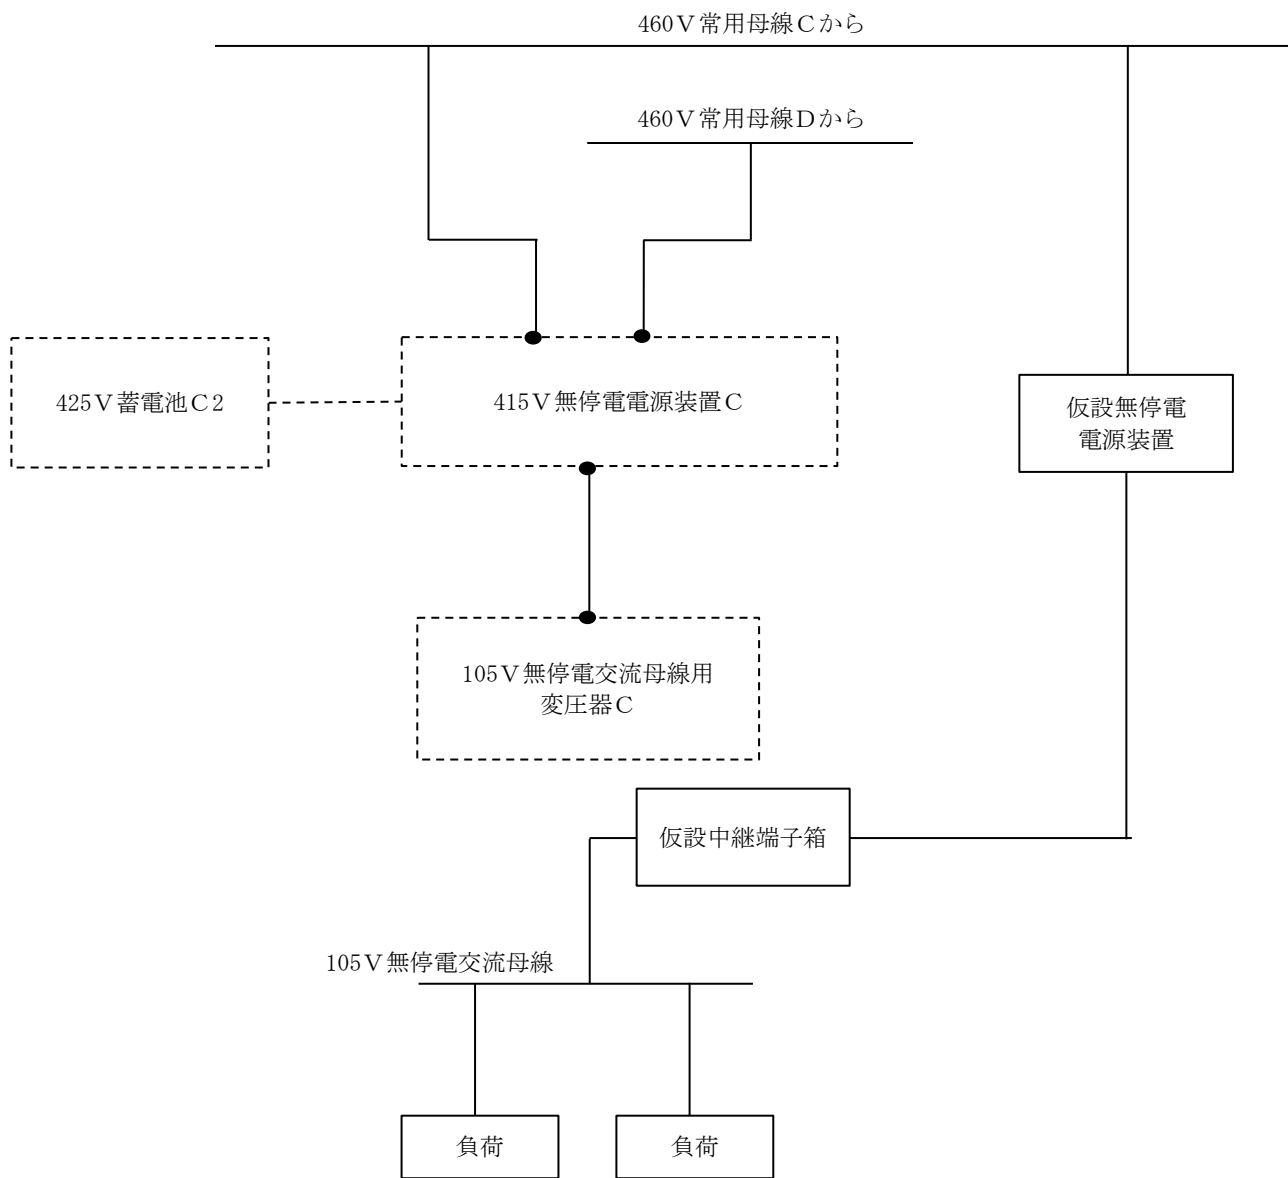 460Ｖ常用母線Ｃから
460Ｖ常用母線Ｄから
425Ｖ蓄電池Ｃ2
415Ｖ無停電電源装置Ｃ
仮設無停電
電源装置
105Ｖ無停電交流母線用
変圧器Ｃ
仮設中継端子箱
105Ｖ無停電交流母線
負荷
負荷